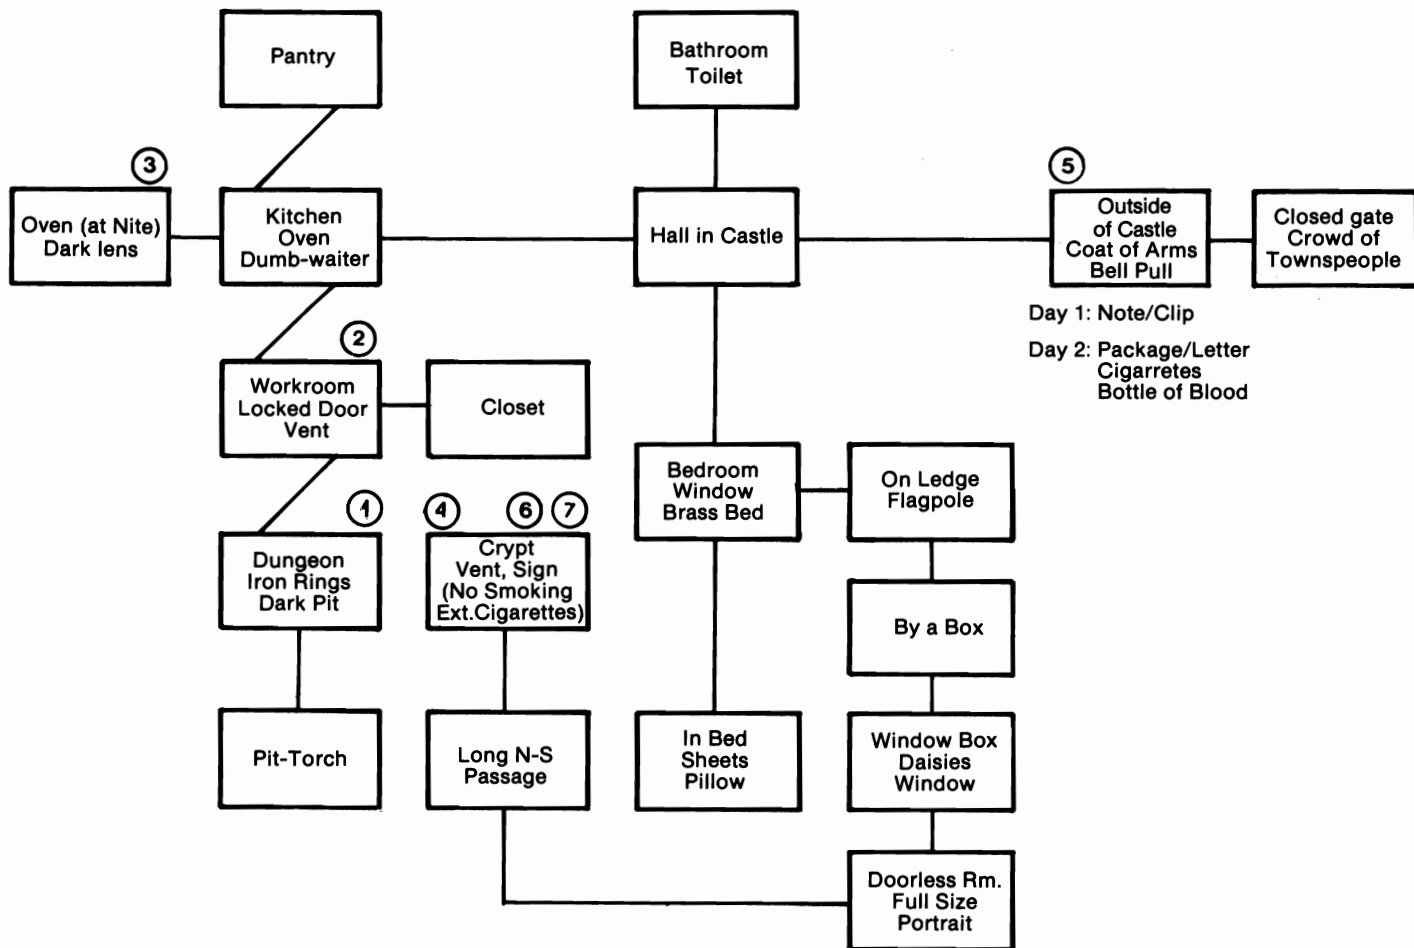 Pantry
Bathroom
Toilet
3
5
Oven (at Nite)
Dark lens
Kitchen
Oven
Dumb-waiter
Hall in Castle
Outside
of Castle
Coat of Arms
Bell Pull
Closed gate
Crowd of
Townspeople
Day 1: Note/Clip
Day 2: Package/Letter
Cigarretes
Bottle of Blood
2
Workroom
Locked Door
Vent
Closet
Bedroom
Window
Brass Bed
On Ledge
Flagpole
1
4
6
7
Dungeon
Iron Rings
Dark Pit
Crypt
Vent, Sign
(No Smoking
Ext.Cigarettes)
By a Box
Pit-Torch
Long N-S
Passage
In Bed
Sheets
Pillow
Window Box
Daisies
Window
Doorless Rm.
Full Size
Portrait